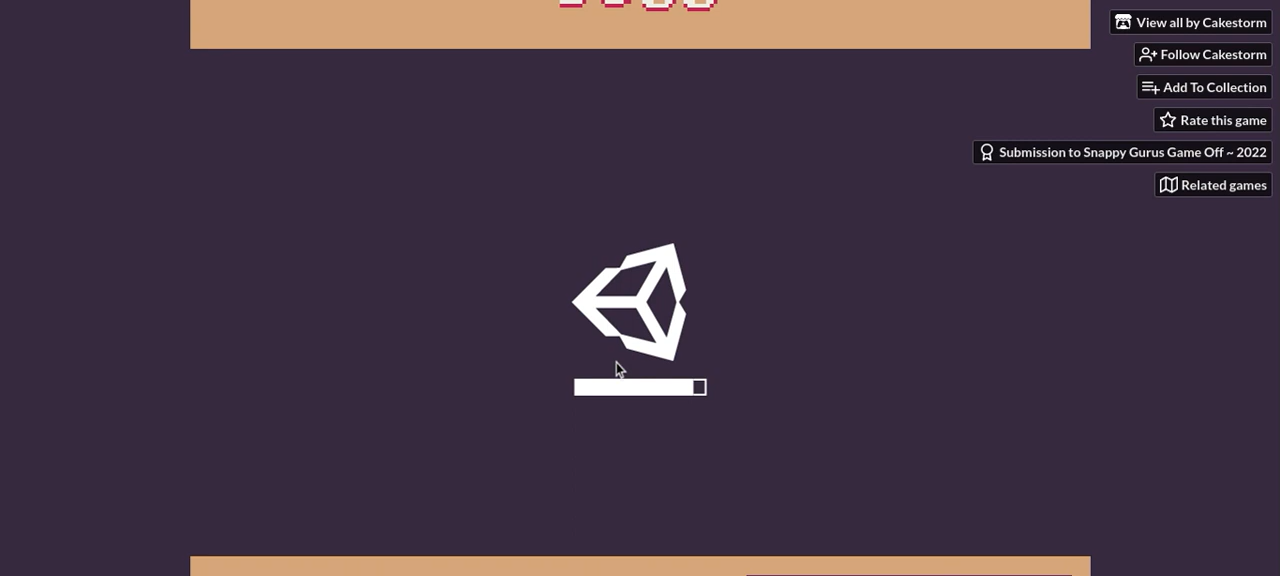 View all by Cakestorm
Follow Cakestorm
Add To Collection
Rate this game
Submission to Snappy Gurus Game Off ~ 2022
Related games